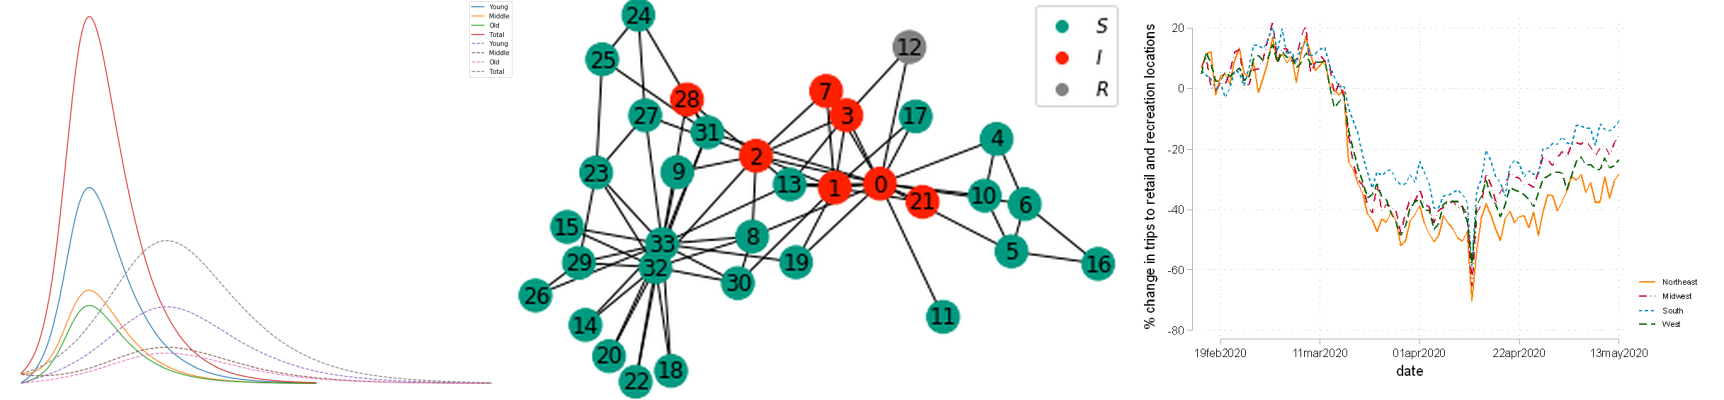 Young
Middle
Old
Total
Young
Middle
Old
Total
24
25
28
27
31
23
9
2
13
7
3
12
17
1
0
21
4
10
6
5
16
15
33
8
29
32
30
19
26
14
20
22
18
11
S
I
R
% change in trips to retail and recreation locations
20
0
-20
-40
-60
-80
19feb2020 11mar2020 01apr2020 22apr2020 13may2020
date
Northeast
Midwest
South
West